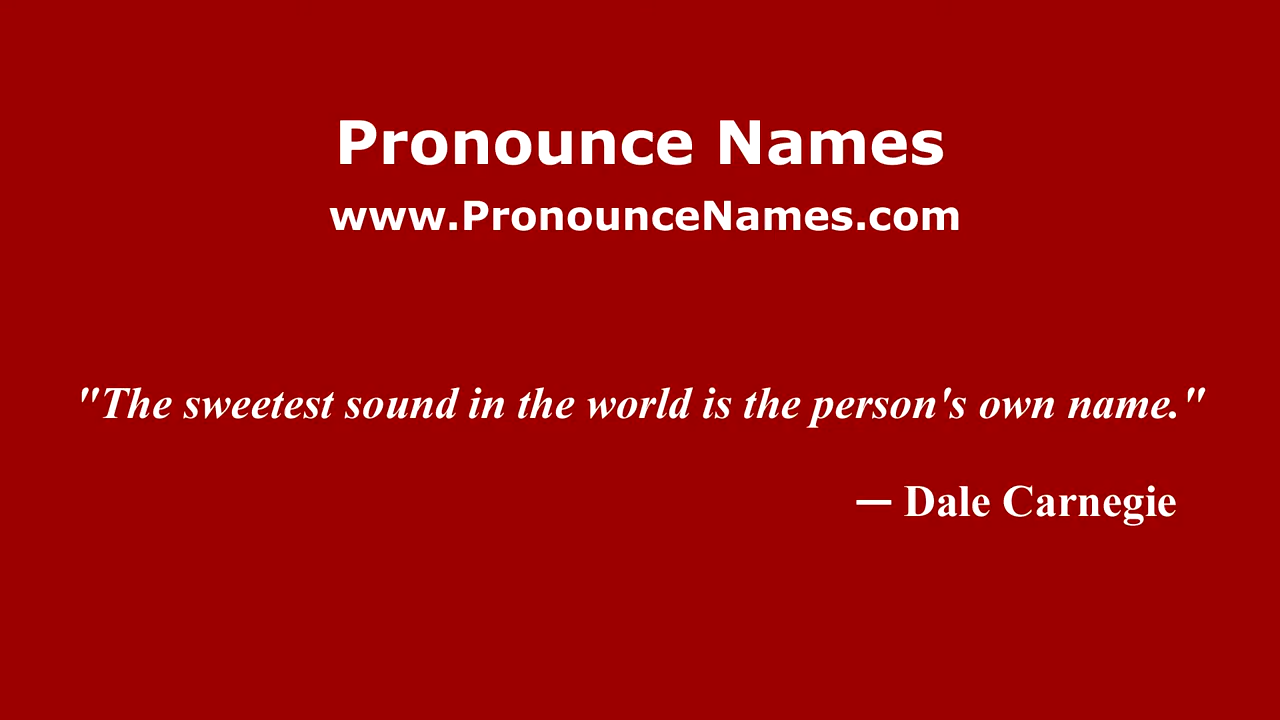 Pronounce Names
www.PronounceNames.com
"The sweetest sound in the world is the person's own name."
— Dale Carnegie